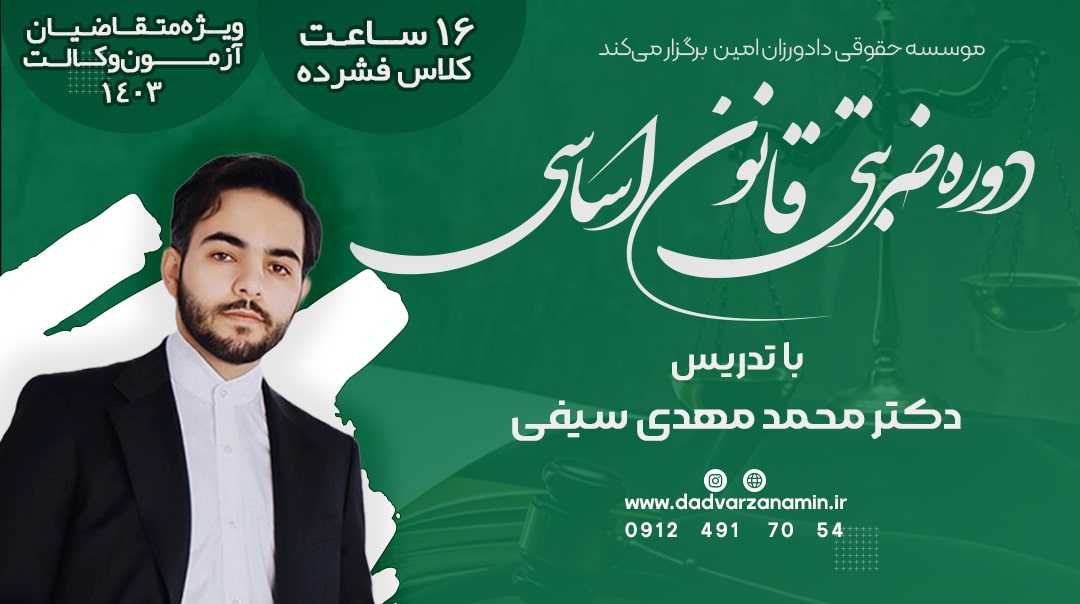 موسسه حقوقی دادورزان امین برگزار می‌کند
دوره ضربتی قانون اساسی
با تدریس
دکتر محمد مهدی سیفی
www.dadvarzanamin.ir
0912 491 70 54
۱۶ ساعت
کلاس فشرده
ویژه متقاضیان
آزمون وکالت
۱٤۰۳